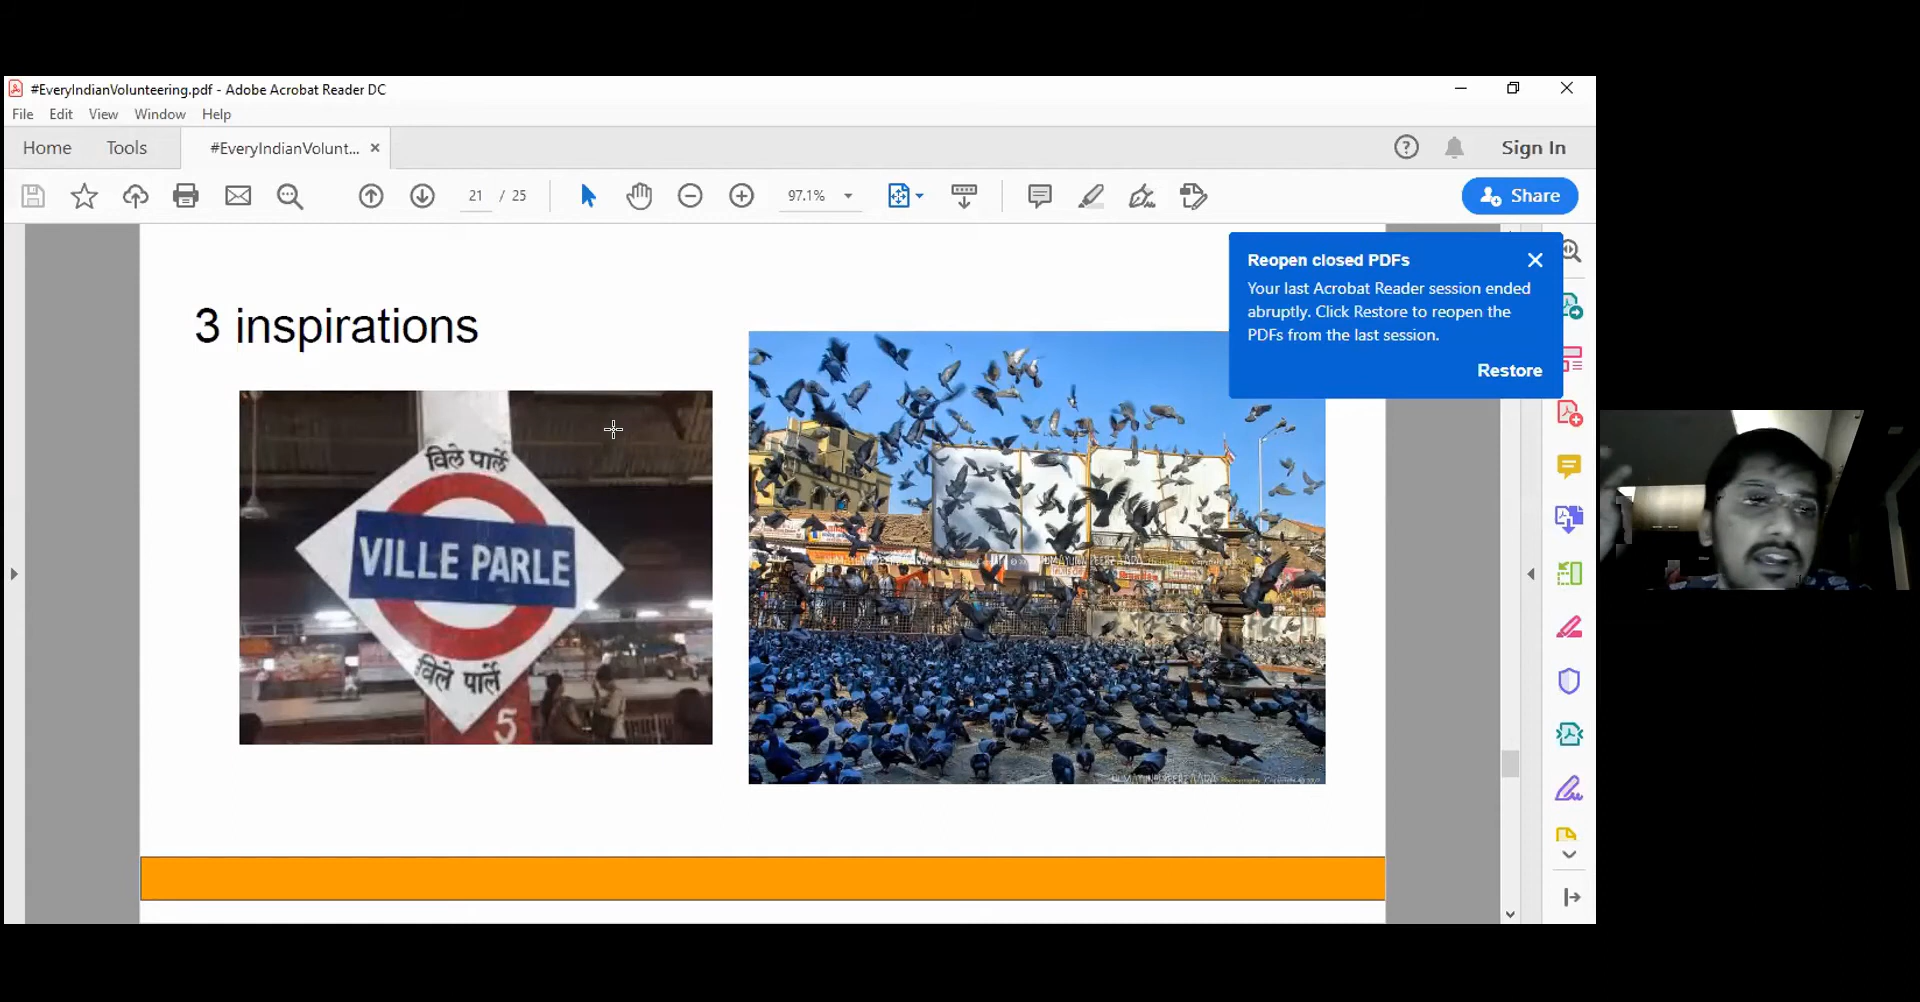 #EveryIndianVolunteering.pdf - Adobe Acrobat Reader DC
File Edit View Window Help
Home Tools #EveryIndianVolunt... Sign In
21 / 25 97.1% Share
Reopen closed PDFs
Your last Acrobat Reader session ended
abruptly. Click Restore to reopen the
PDFs from the last session.
Restore
3 inspirations
विले पार्ले
VILLE PARLE
विले पार्ले
5